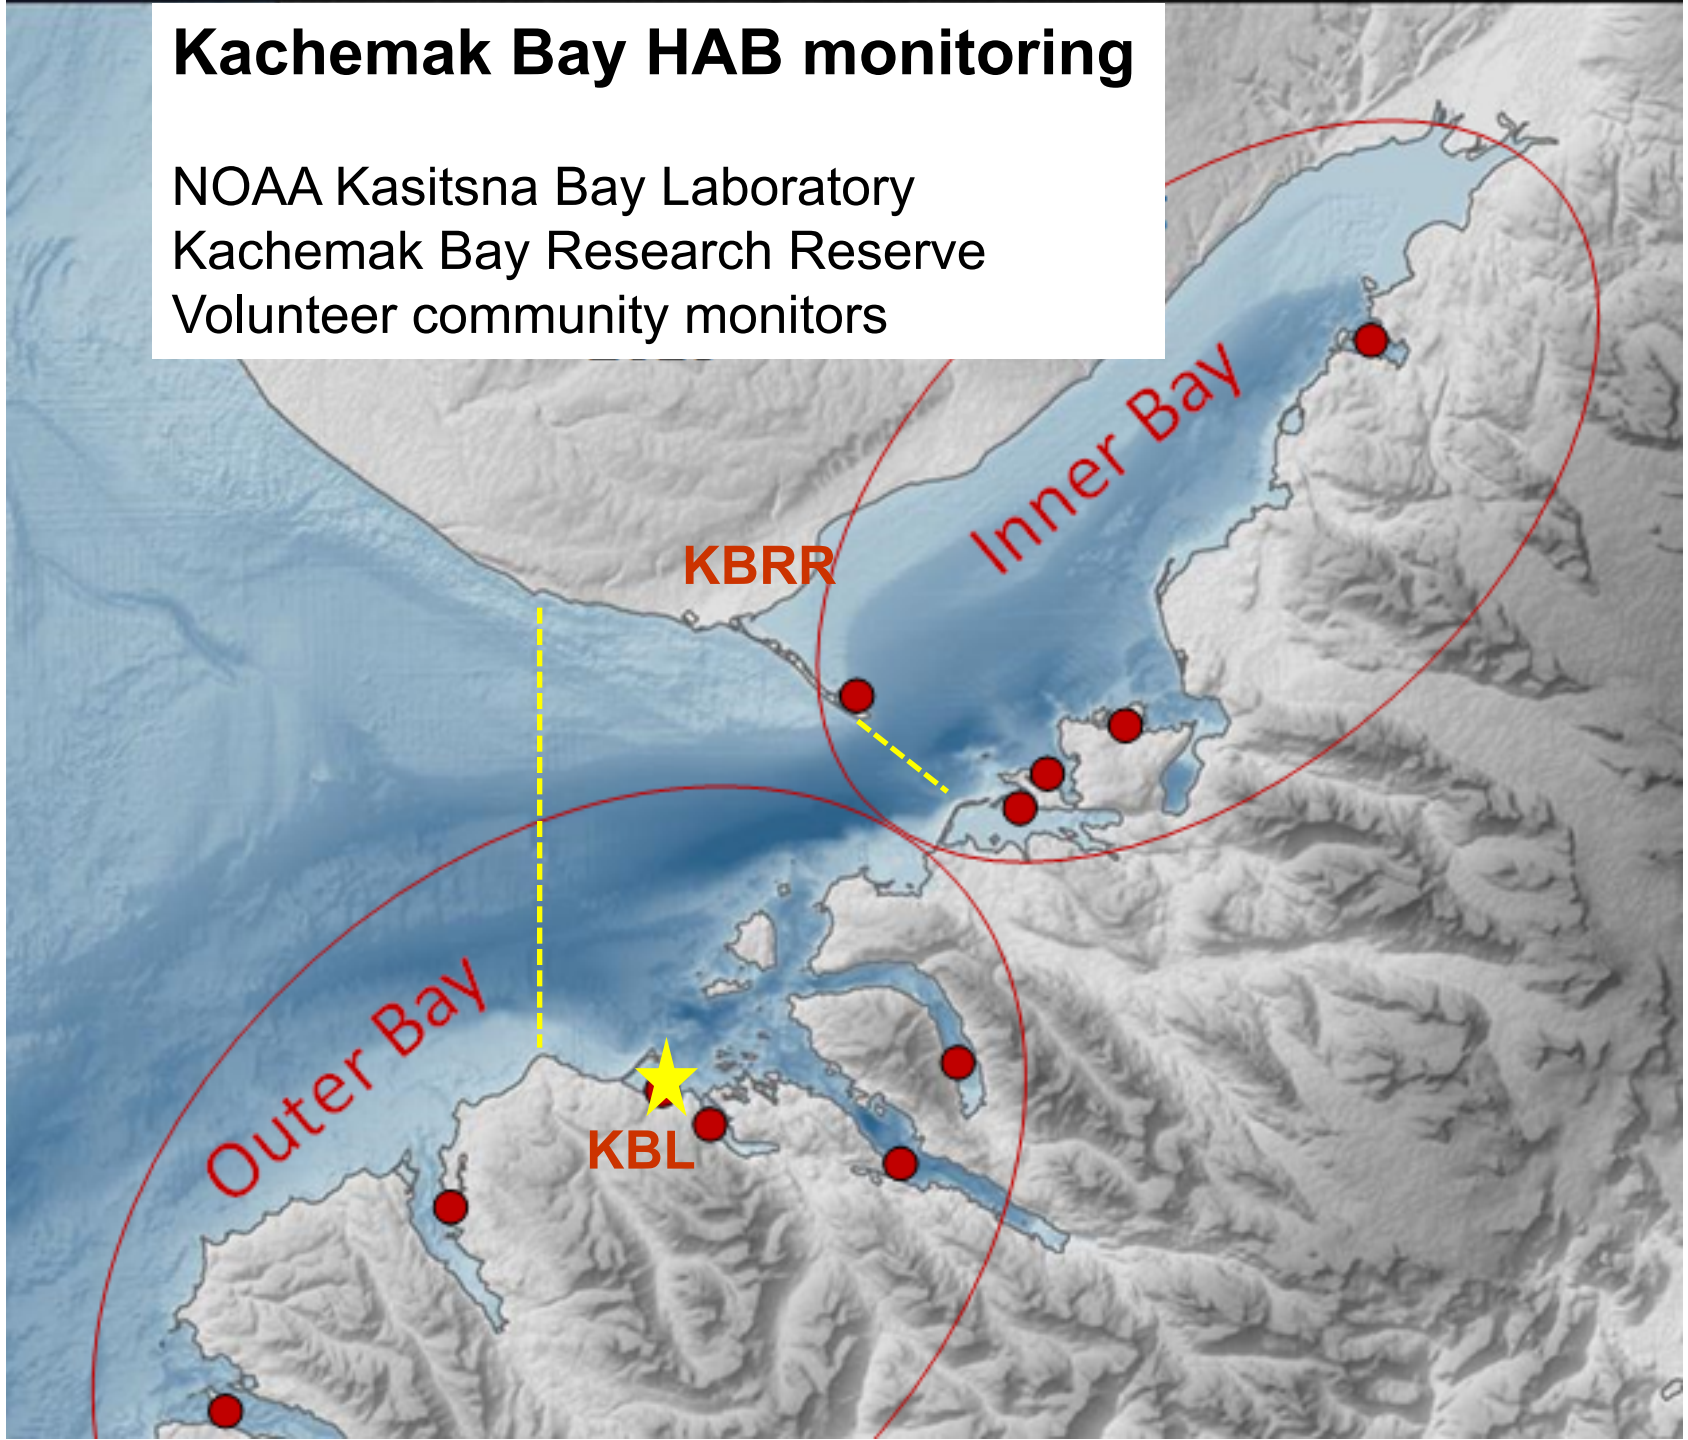 Kachemak Bay HAB monitoring
NOAA Kasitsna Bay Laboratory
Kachemak Bay Research Reserve
Volunteer community monitors
Inner Bay
KBRR
Outer Bay
KBL